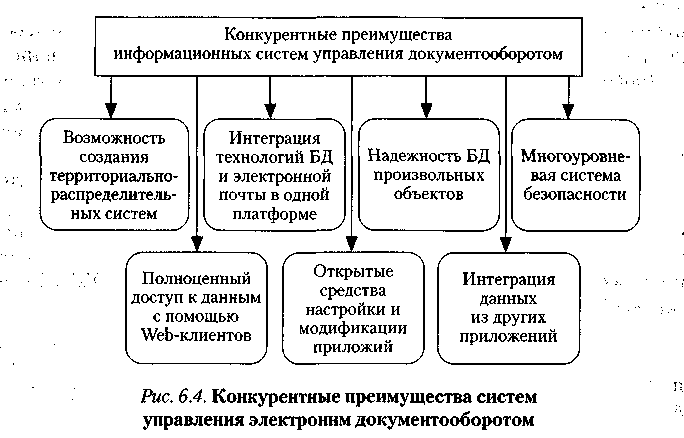 Конкурентные преимущества
информационных систем управления документооборотом
Возможность
создания
территориально-
распределитель-
ных систем
Интеграция
технологий БД
и электронной
почты в одной
платформе
Надежность БД
произвольных
объектов
Многоуровне-
вая система
безопасности
Полноценный
доступ к данным
с помощью
Web-клиентов
Открытые
средства
настройки и
модификации
приложий
Интеграция
данных
из других
приложений
Рис. 6.4. Конкурентные преимущества систем
управления электроннм документооборотом